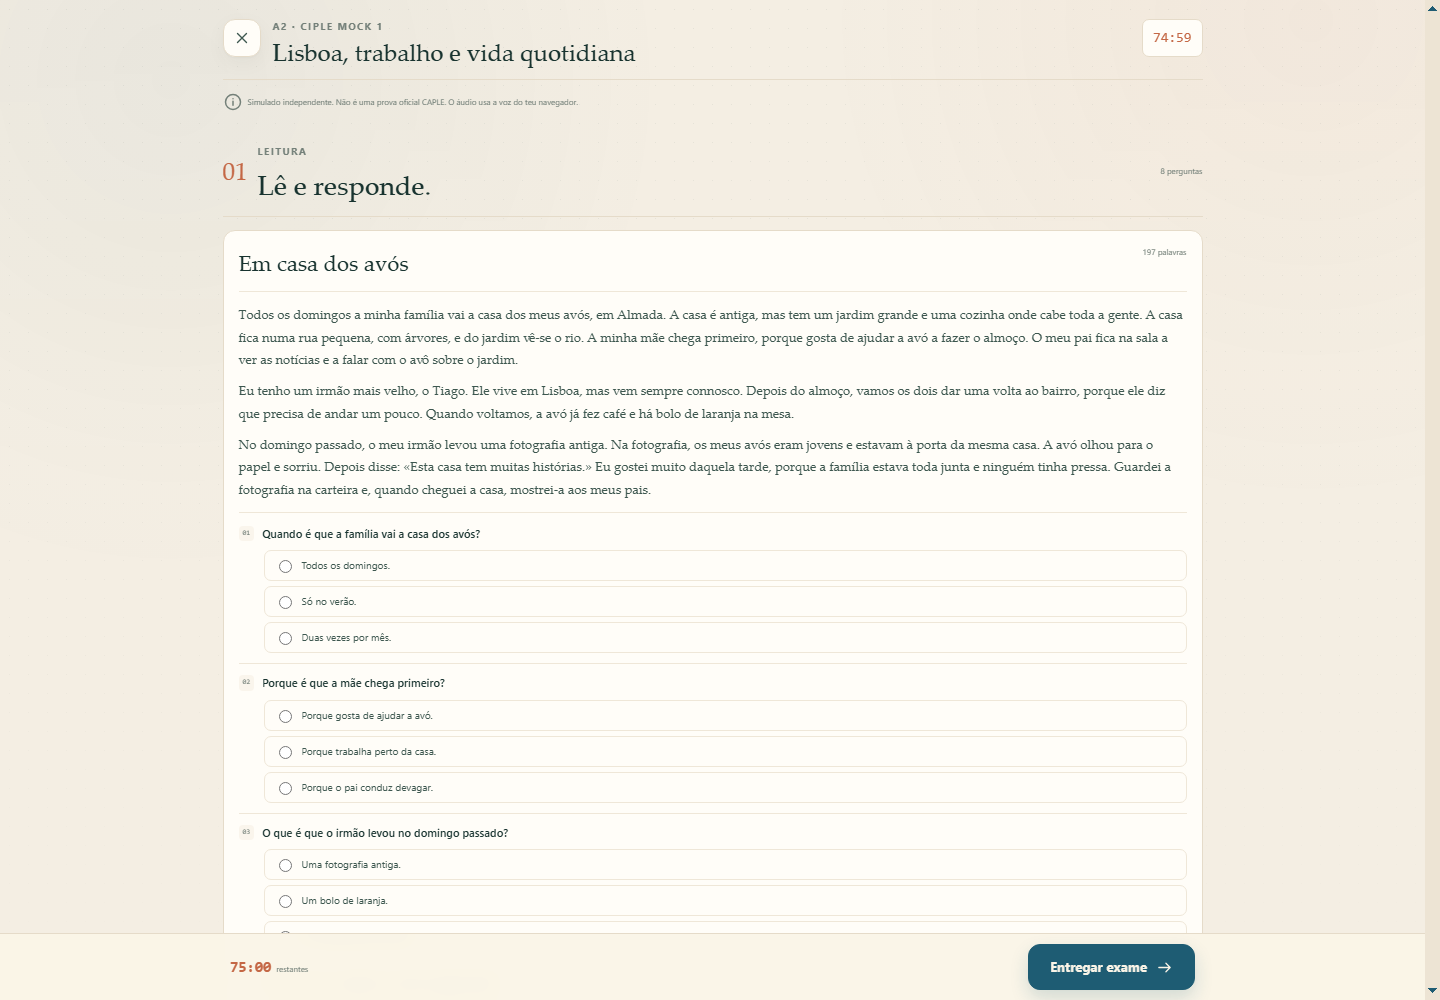 A2 • CIPLE MOCK 1
Lisboa, trabalho e vida quotidiana
74:59
Simulado independente. Não é uma prova oficial CAPLE. O áudio usa a voz do teu navegador.
LEITURA
01
Lê e responde.
8 perguntas
Em casa dos avós
197 palavras
Todos os domingos a minha família vai a casa dos meus avós, em Almada. A casa é antiga, mas tem um jardim grande e uma cozinha onde cabe toda a gente. A casa
fica numa rua pequena, com árvores, e do jardim vê-se o rio. A minha mãe chega primeiro, porque gosta de ajudar a avó a fazer o almoço. O meu pai fica na sala a
ver as notícias e a falar com o avô sobre o jardim.
Eu tenho um irmão mais velho, o Tiago. Ele vive em Lisboa, mas vem sempre connosco. Depois do almoço, vamos os dois dar uma volta ao bairro, porque ele diz
que precisa de andar um pouco. Quando voltamos, a avó já fez café e há bolo de laranja na mesa.
No domingo passado, o meu irmão levou uma fotografia antiga. Na fotografia, os meus avós eram jovens e estavam à porta da mesma casa. A avó olhou para o
papel e sorriu. Depois disse: «Esta casa tem muitas histórias.» Eu gostei muito daquela tarde, porque a família estava toda junta e ninguém tinha pressa. Guardei a
fotografia na carteira e, quando cheguei a casa, mostrei-a aos meus pais.
01 Quando é que a família vai a casa dos avós?
Todos os domingos.
Só no verão.
Duas vezes por mês.
02 Porque é que a mãe chega primeiro?
Porque gosta de ajudar a avó.
Porque trabalha perto da casa.
Porque o pai conduz devagar.
03 O que é que o irmão levou no domingo passado?
Uma fotografia antiga.
Um bolo de laranja.
75:00 restantes
Entregar exame →